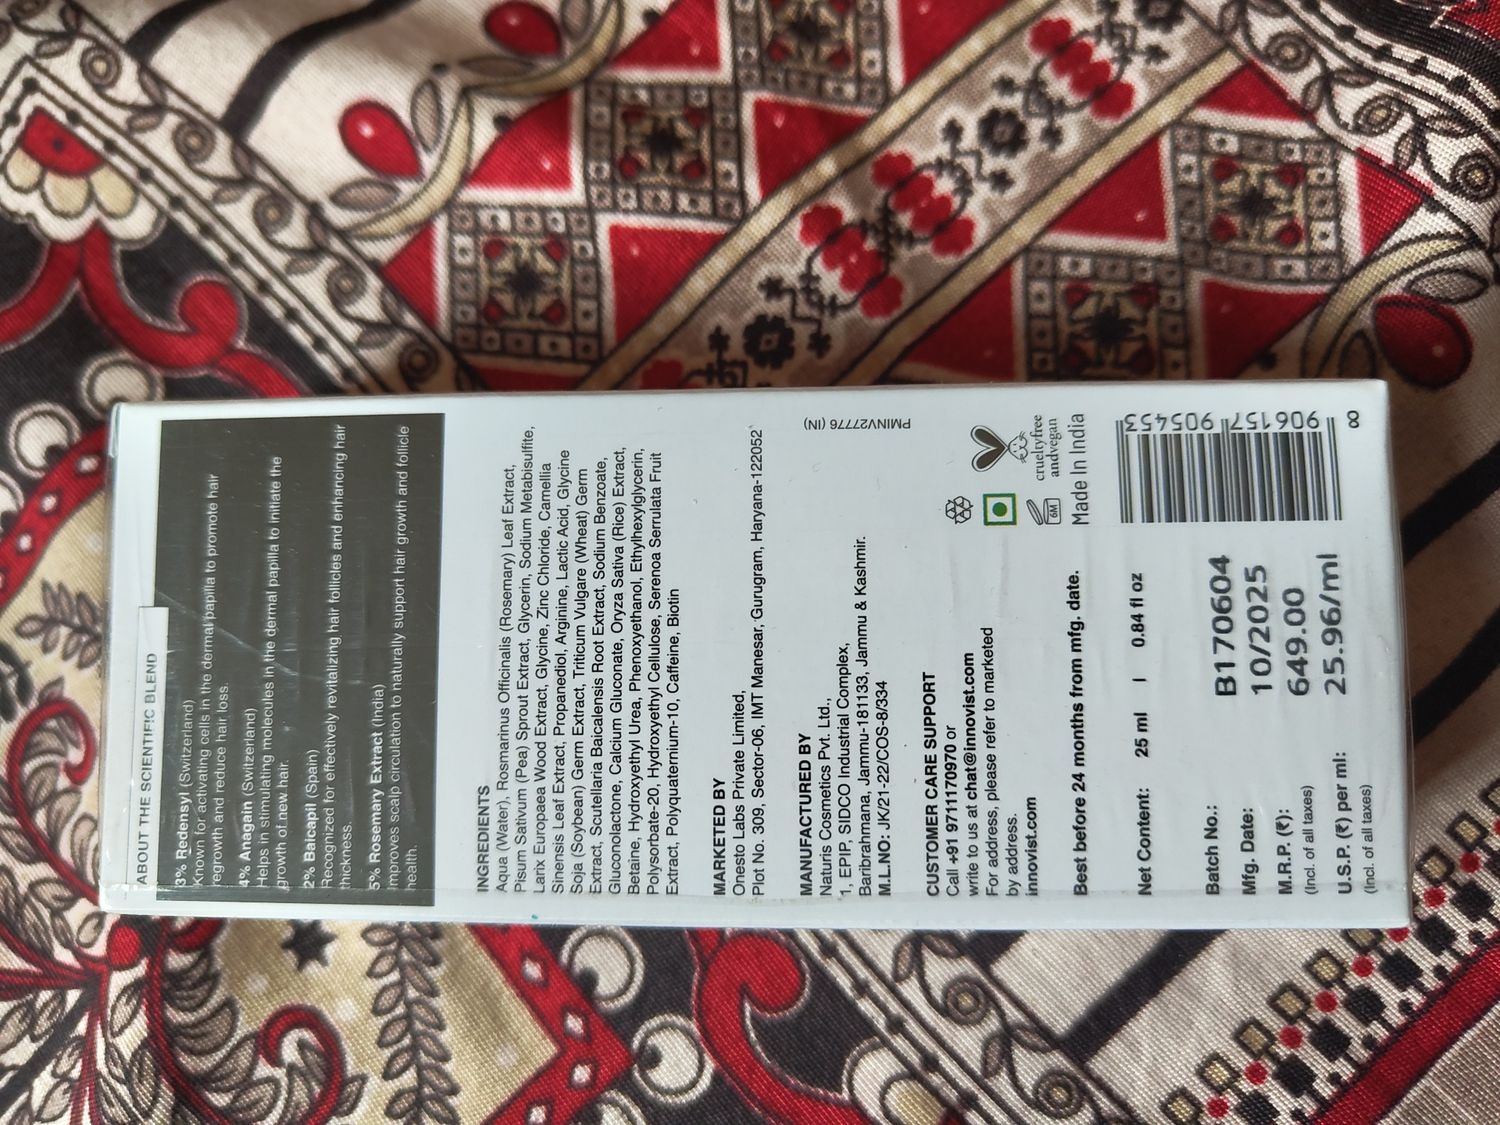 ABOUT THE SCIENTIFIC BLEND
3% Redensyl (Switzerland)
Known for activating cells in the dermal papilla to promote hair
regrowth and reduce hair loss.
4% Anagain (Switzerland)
Helps in stimulating molecules in the dermal papilla to initiate the
growth of new hair.
2% Baicapil (Spain)
Recognized for effectively revitalizing hair follicles and enhancing hair
thickness.
5% Rosemary Extract (India)
Improves scalp circulation to naturally support hair growth and follicle
health.
INGREDIENTS
Aqua (Water), Rosmarinus Officinalis (Rosemary) Leaf Extract,
Pisum Sativum (Pea) Sprout Extract, Glycerin, Sodium Metabisulfite,
Larix Europaea Wood Extract, Glycine, Zinc Chloride, Camellia
Sinensis Leaf Extract, Propanediol, Arginine, Lactic Acid, Glycine
Soja (Soybean) Germ Extract, Triticum Vulgare (Wheat) Germ
Extract, Scutellaria Baicalensis Root Extract, Sodium Benzoate,
Gluconolactone, Calcium Gluconate, Oryza Sativa (Rice) Extract,
Betaine, Hydroxyethyl Urea, Phenoxyethanol, Ethylhexylglycerin,
Polysorbate-20, Hydroxyethyl Cellulose, Serenoa Serrulata Fruit
Extract, Polyquaternium-10, Caffeine, Biotin
MARKETED BY
Onesto Labs Private Limited,
Plot No. 309, Sector-06, IMT Manesar, Gurugram, Haryana-122052
MANUFACTURED BY
Naturis Cosmetics Pvt. Ltd.,
1, EPIP, SIDCO Industrial Complex,
Baribrahmana, Jammu-181133, Jammu & Kashmir.
M.L.NO: JK/21-22/COS-8/334
PMINV27776 (IN)
CUSTOMER CARE SUPPORT
Call +91 9711170970 or
write to us at chat@innovist.com
For address, please refer to marketed
by address.
innovist.com
6M
crueltyfree
andvegan
Made In India
Best before 24 months from mfg. date.
Net Content: 25 ml | 0.84 fl oz
Batch No.: B170604
Mfg. Date: 10/2025
M.R.P. (₹): 649.00
(Incl. of all taxes)
U.S.P. (₹) per ml: 25.96/ml
(Incl. of all taxes)
8 906157 905453